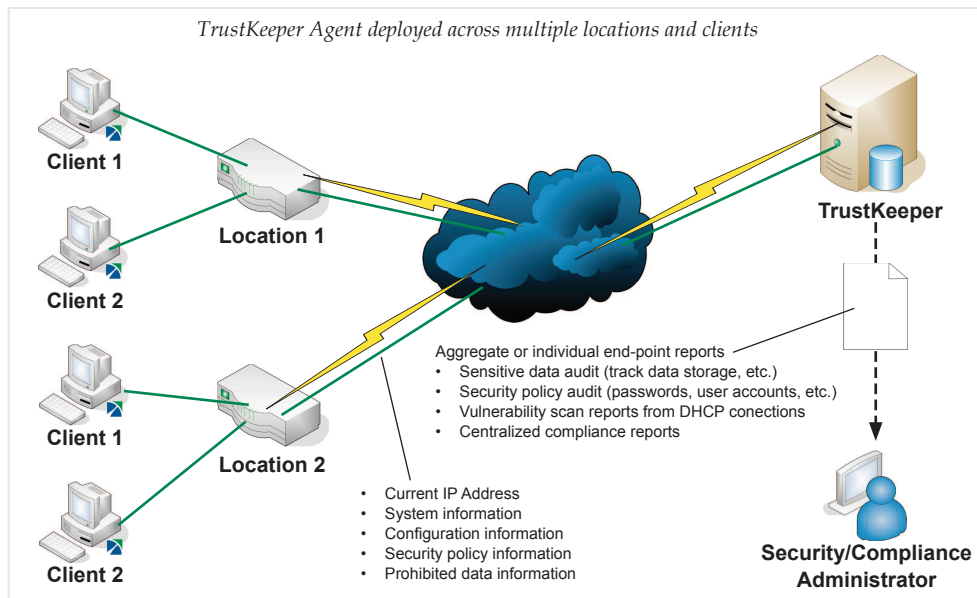 TrustKeeper Agent deployed across multiple locations and clients
Client 1
Client 2
Location 1
TrustKeeper
Client 1
Client 2
Location 2
Aggregate or individual end-point reports
• Sensitive data audit (track data storage, etc.)
• Security policy audit (passwords, user accounts, etc.)
• Vulnerability scan reports from DHCP conections
• Centralized compliance reports
• Current IP Address
• System information
• Configuration information
• Security policy information
• Prohibited data information
Security/Compliance
Administrator